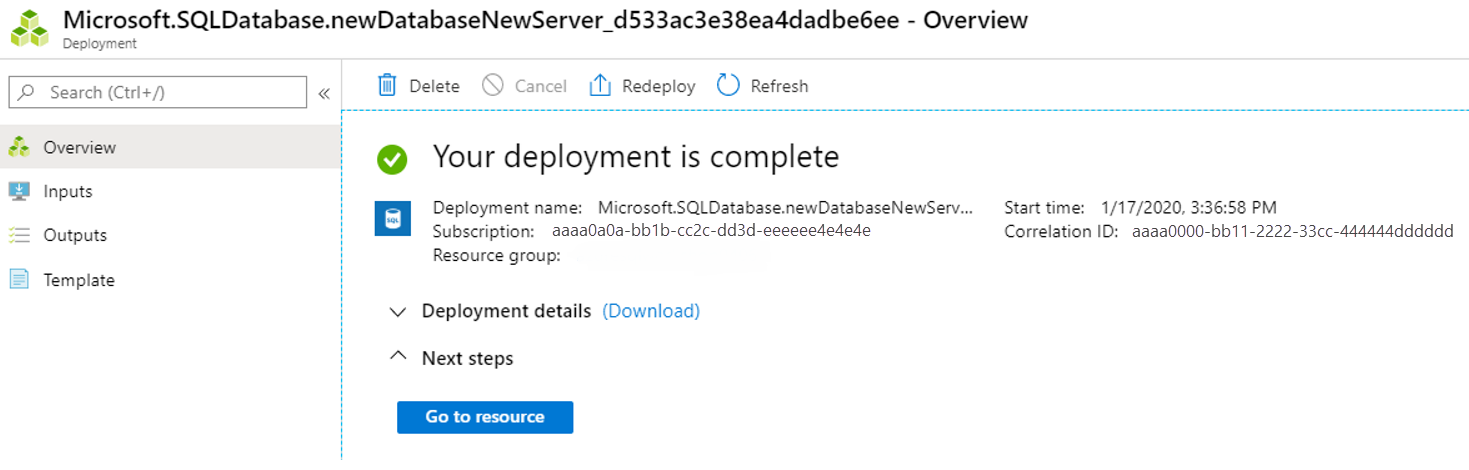 Microsoft.SQLDatabase.newDatabaseNewServer_d533ac3e38ea4dadbe6ee - Overview
Deployment
Search (Ctrl+/)
«
Overview
Inputs
Outputs
Template
Delete Cancel Redeploy Refresh
Your deployment is complete
SQL
Deployment name: Microsoft.SQLDatabase.newDatabaseNewServ...
Subscription: aaaa0a0a-bb1b-cc2c-dd3d-eeeeee4e4e4e
Resource group:
Start time: 1/17/2020, 3:36:58 PM
Correlation ID: aaaa0000-bb11-2222-33cc-444444dddddd
Deployment details (Download)
Next steps
Go to resource